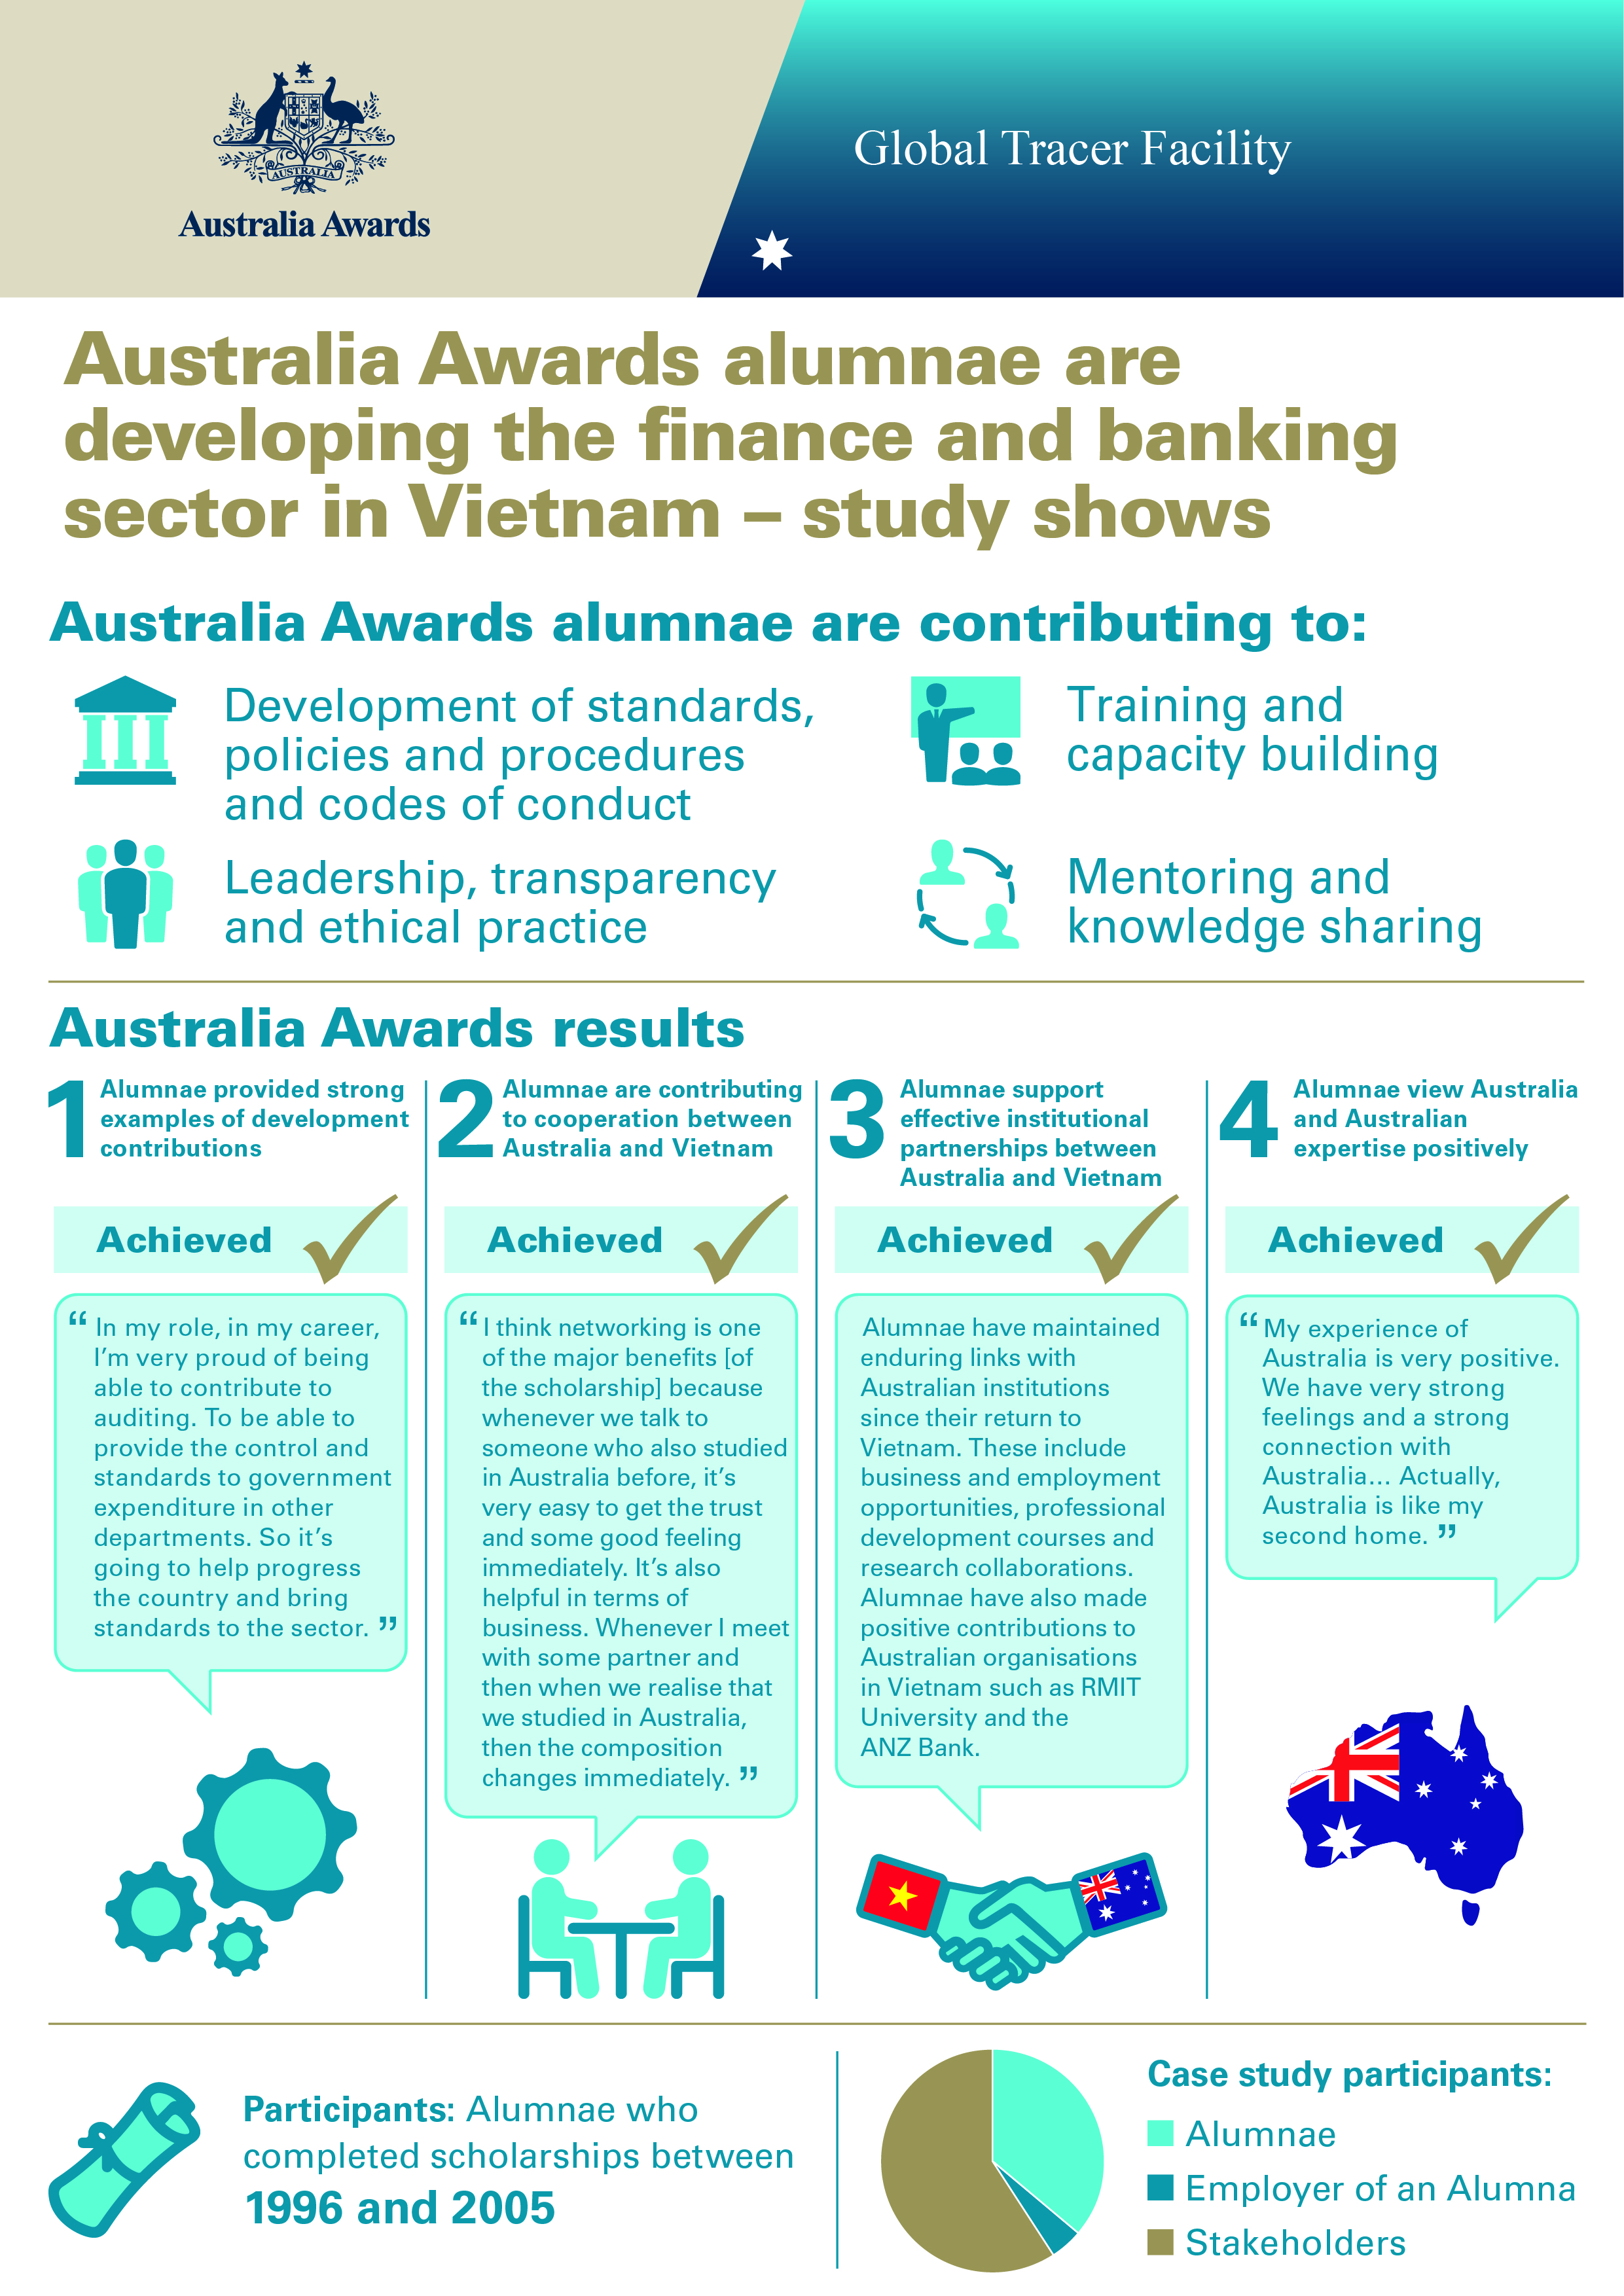 AUSTRALIA
Australia Awards
Global Tracer Facility
Australia Awards alumnae are
developing the finance and banking
sector in Vietnam – study shows
Australia Awards alumnae are contributing to:
Development of standards,
policies and procedures
and codes of conduct
Training and
capacity building
Leadership, transparency
and ethical practice
Mentoring and
knowledge sharing
Australia Awards results
1
Alumnae provided strong
examples of development
contributions
Achieved
“ In my role, in my career,
I’m very proud of being
able to contribute to
auditing. To be able to
provide the control and
standards to government
expenditure in other
departments. So it’s
going to help progress
the country and bring
standards to the sector. ”
2
Alumnae are contributing
to cooperation between
Australia and Vietnam
Achieved
“ I think networking is one
of the major benefits [of
the scholarship] because
whenever we talk to
someone who also studied
in Australia before, it’s
very easy to get the trust
and some good feeling
immediately. It’s also
helpful in terms of
business. Whenever I meet
with some partner and
then when we realise that
we studied in Australia,
then the composition
changes immediately. ”
3
Alumnae support
effective institutional
partnerships between
Australia and Vietnam
Achieved
Alumnae have maintained
enduring links with
Australian institutions
since their return to
Vietnam. These include
business and employment
opportunities, professional
development courses and
research collaborations.
Alumnae have also made
positive contributions to
Australian organisations
in Vietnam such as RMIT
University and the
ANZ Bank.
4
Alumnae view Australia
and Australian
expertise positively
Achieved
“ My experience of
Australia is very positive.
We have very strong
feelings and a strong
connection with
Australia... Actually,
Australia is like my
second home. ”
Participants: Alumnae who
completed scholarships between
1996 and 2005
Case study participants:
Alumnae
Employer of an Alumna
Stakeholders